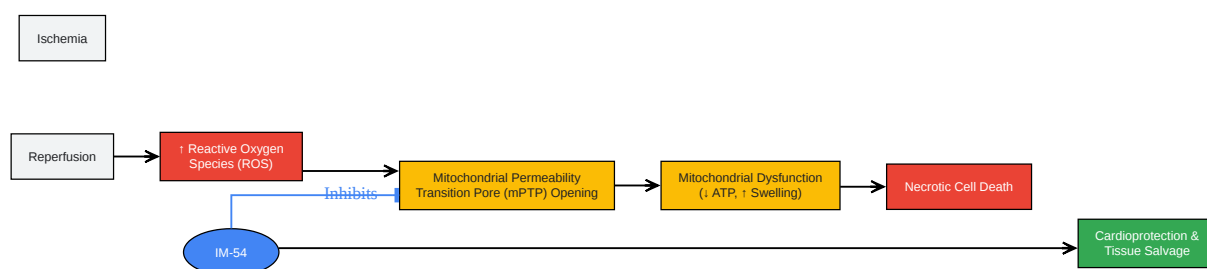 Ischemia
Reperfusion
↑ Reactive Oxygen
Species (ROS)
Mitochondrial Permeability
Transition Pore (mPTP) Opening
Mitochondrial Dysfunction
(↓ ATP, ↑ Swelling)
Necrotic Cell Death
Inhibits
IM-54
Cardioprotection &
Tissue Salvage